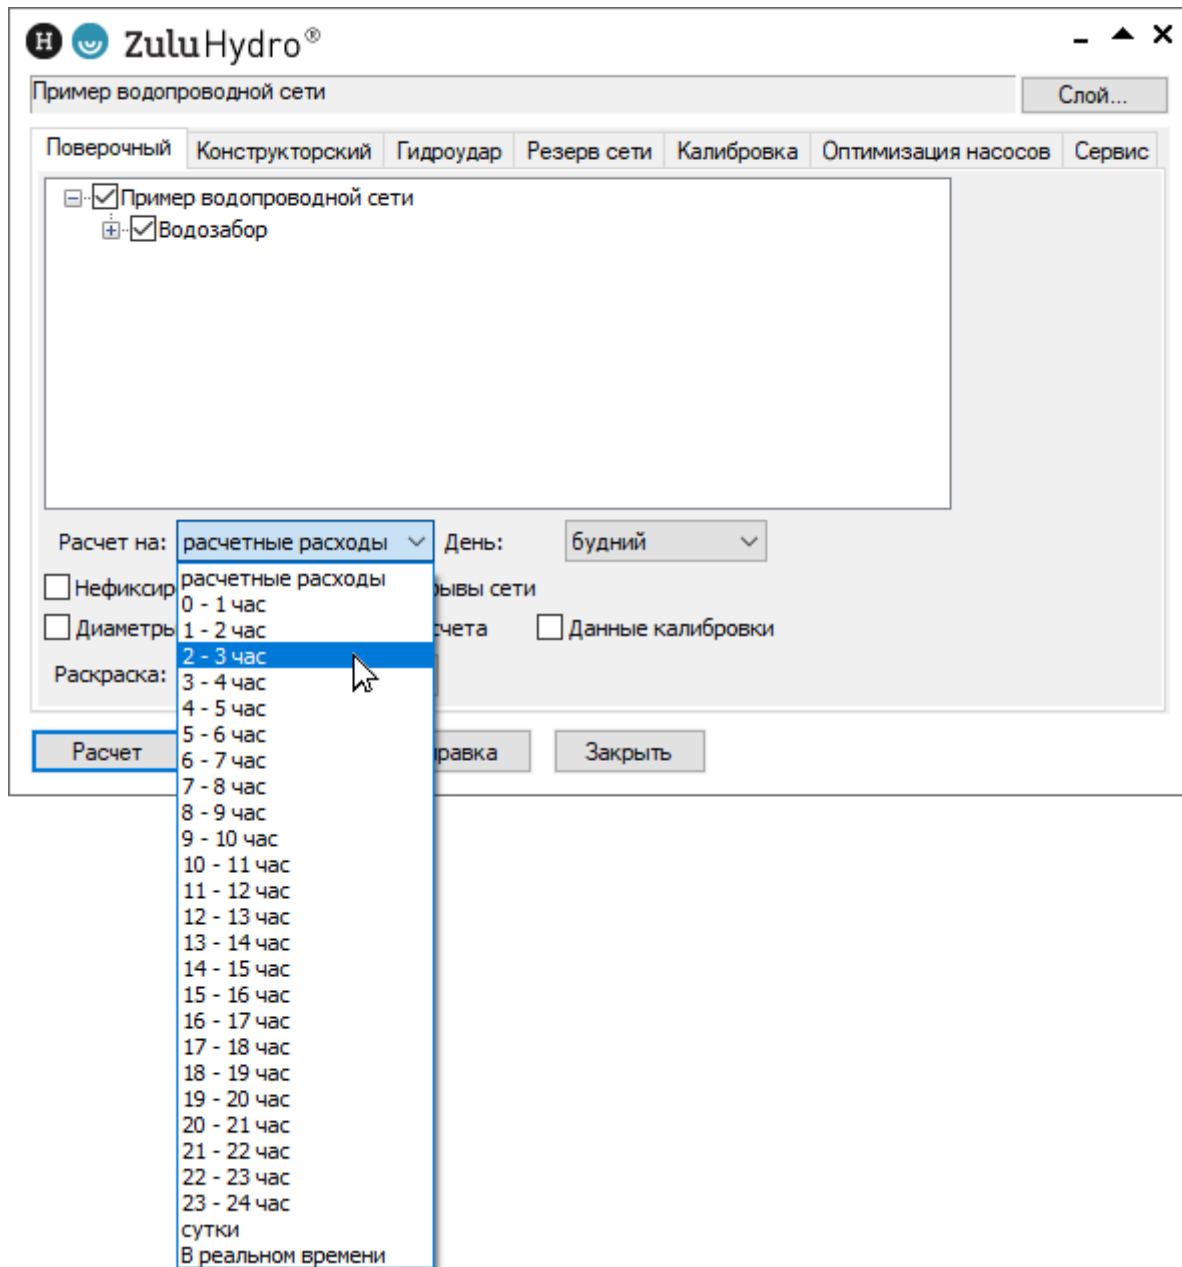 ZuluHydro®
Пример водопроводной сети Слой...
Поверочный Конструкторский Гидроудар Резерв сети Калибровка Оптимизация насосов Сервис
Пример водопроводной сети
Водозабор
Расчет на: расчетные расходы День: будний
расчетные расходы
сети
0 - 1 час
Диаметры 1 - 2 час Данные калибровки
2 - 3 час
Раскраска: 3 - 4 час
4 - 5 час
Расчет 5 - 6 час Закрыть
6 - 7 час
7 - 8 час
8 - 9 час
9 - 10 час
10 - 11 час
11 - 12 час
12 - 13 час
13 - 14 час
14 - 15 час
15 - 16 час
16 - 17 час
17 - 18 час
18 - 19 час
19 - 20 час
20 - 21 час
21 - 22 час
22 - 23 час
23 - 24 час
сутки
В реальном времени